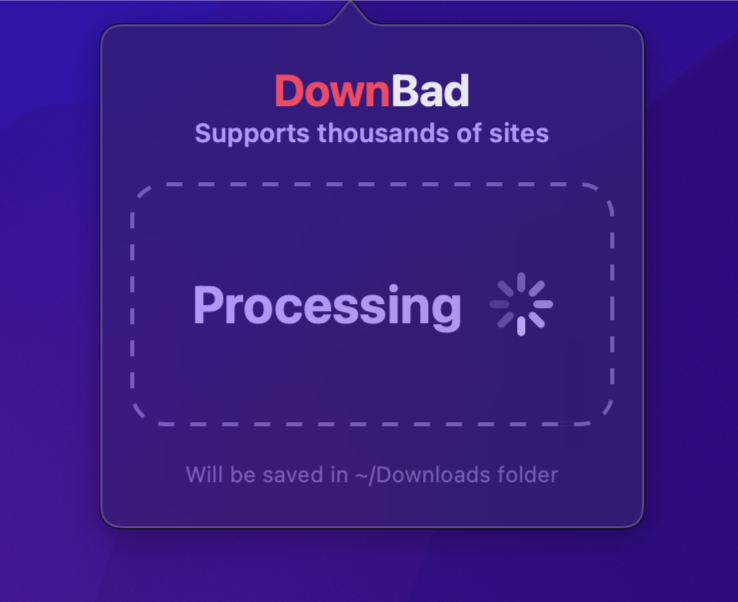 DownBad
Supports thousands of sites
Processing
Will be saved in ~/Downloads folder